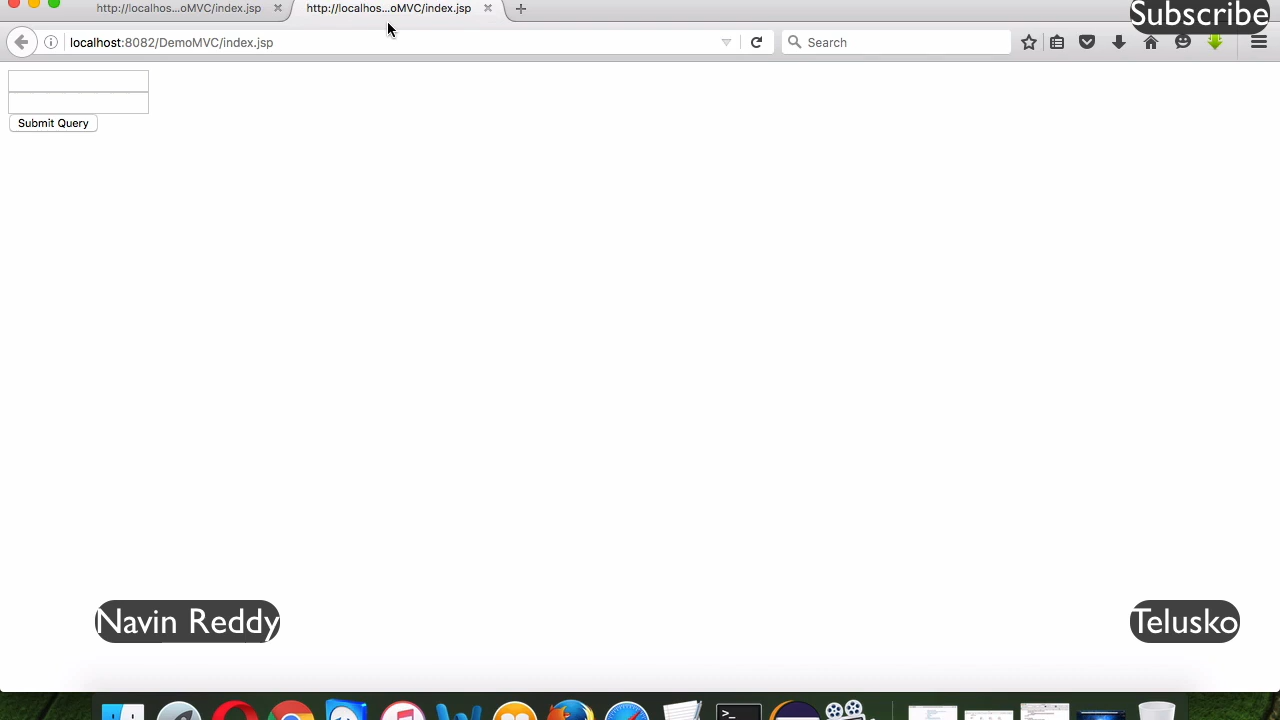 http://localhos...oMVC/index.jsp
http://localhos...oMVC/index.jsp
Subscribe
localhost:8082/DemoMVC/index.jsp
Search
Submit Query
Navin Reddy
Telusko
>_